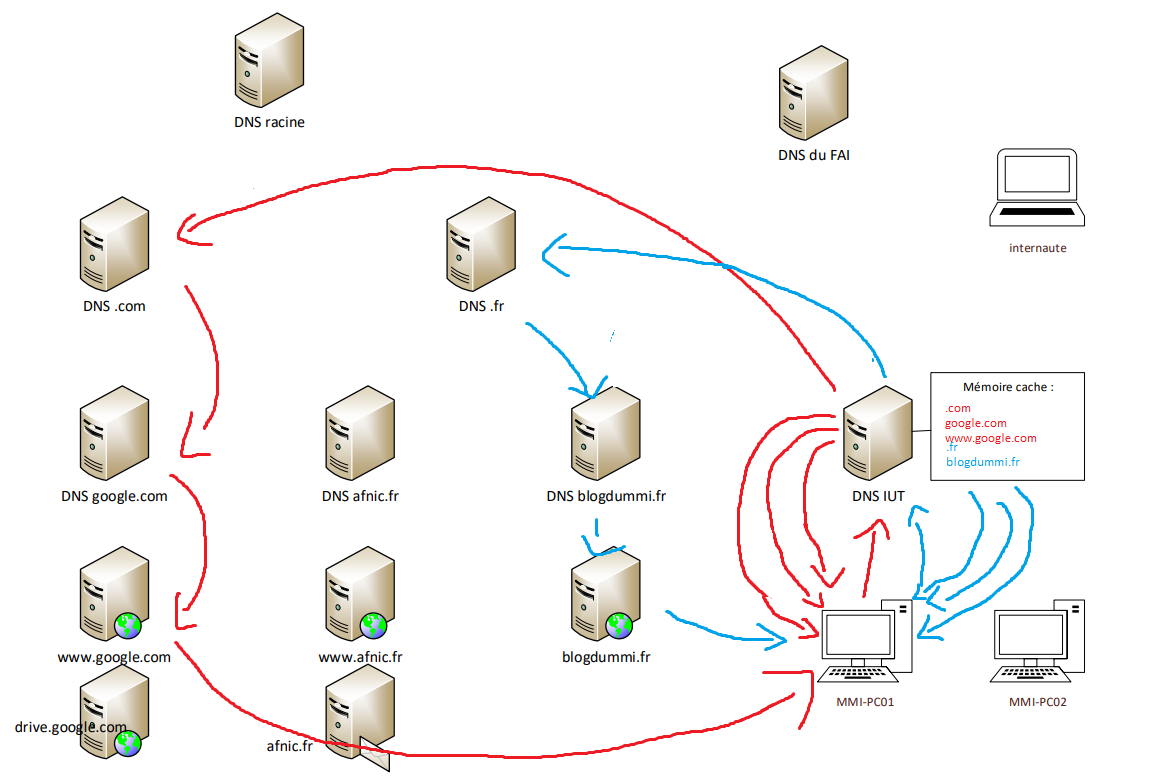 DNS racine
DNS du FAI
internaute
DNS .com
DNS .fr
Mémoire cache :
.com
google.com
www.google.com
.fr
blogdummi.fr
DNS google.com
DNS afnic.fr
DNS blogdummi.fr
DNS IUT
www.google.com
www.afnic.fr
blogdummi.fr
MMI-PC01
MMI-PC02
drive.google.com
afnic.fr